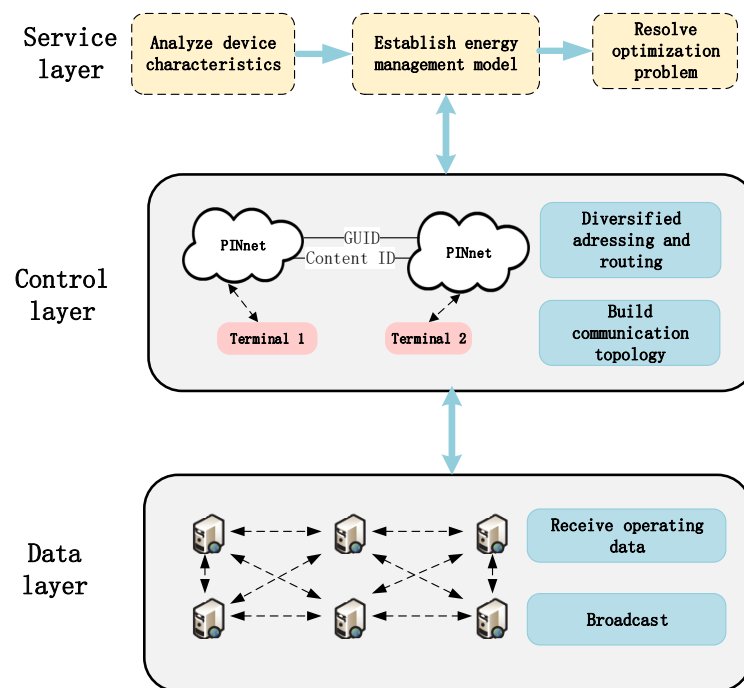 Service
layer
Analyze device
characteristics
Establish energy
management model
Resolve
optimization
problem
Control
layer
PINnet
GUID
Content ID
PINnet
Terminal 1
Terminal 2
Diversified
adressing and
routing
Build
communication
topology
Data
layer
Receive operating
data
Broadcast